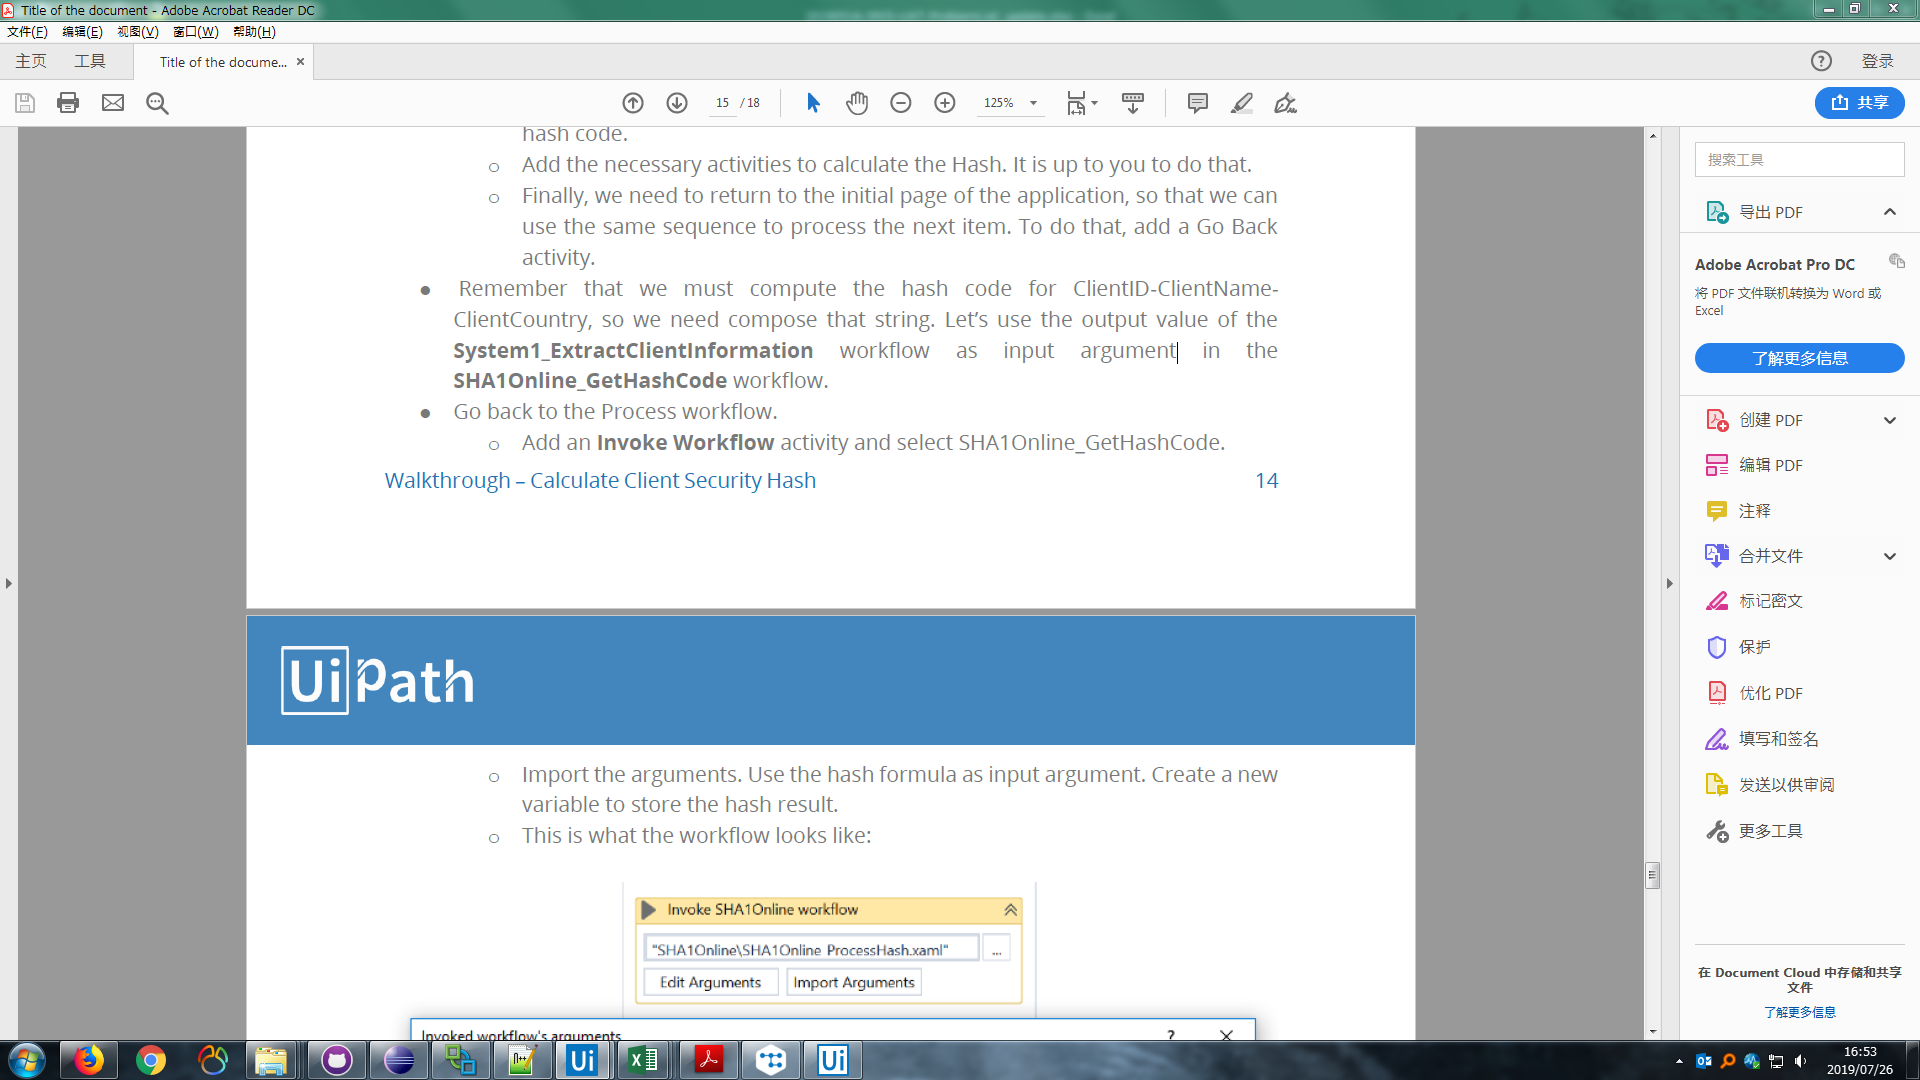 Title of the document - Adobe Acrobat Reader DC
文件(F) 编辑(E) 视图(V) 窗口(W) 帮助(H)
主页 工具 Title of the docume... × 登录
15 / 18 125% 共享
hash code.
o Add the necessary activities to calculate the Hash. It is up to you to do that.
o Finally, we need to return to the initial page of the application, so that we can
use the same sequence to process the next item. To do that, add a Go Back
activity.
● Remember that we must compute the hash code for ClientID-ClientName-
ClientCountry, so we need compose that string. Let’s use the output value of the
System1_ExtractClientInformation workflow as input argument in the
SHA1Online_GetHashCode workflow.
● Go back to the Process workflow.
o Add an Invoke Workflow activity and select SHA1Online_GetHashCode.
Walkthrough – Calculate Client Security Hash 14
UiPath
o Import the arguments. Use the hash formula as input argument. Create a new
variable to store the hash result.
o This is what the workflow looks like:
Invoke SHA1Online workflow
"SHA1Online\SHA1Online_ProcessHash.xaml" ...
Edit Arguments Import Arguments
Invoked workflow's arguments ?
搜索工具
导出 PDF
Adobe Acrobat Pro DC
将 PDF 文件联机转换为 Word 或
Excel
了解更多信息
创建 PDF
编辑 PDF
注释
合并文件
标记密文
保护
优化 PDF
填写和签名
发送以供审阅
更多工具
在 Document Cloud 中存储和共享
文件
了解更多信息
Ui Ui
16:53
2019/07/26